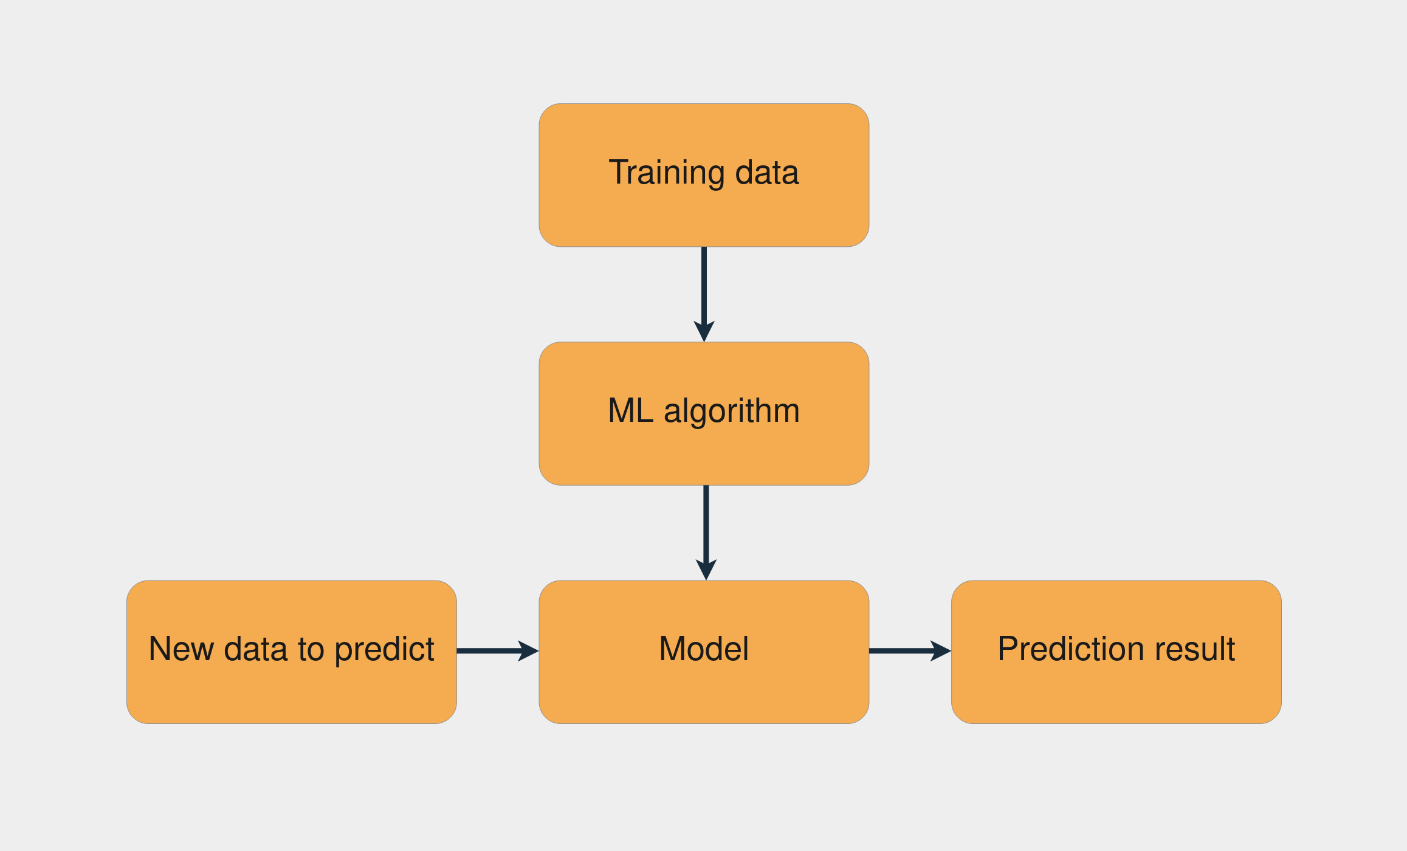 Training data
ML algorithm
New data to predict
Model
Prediction result